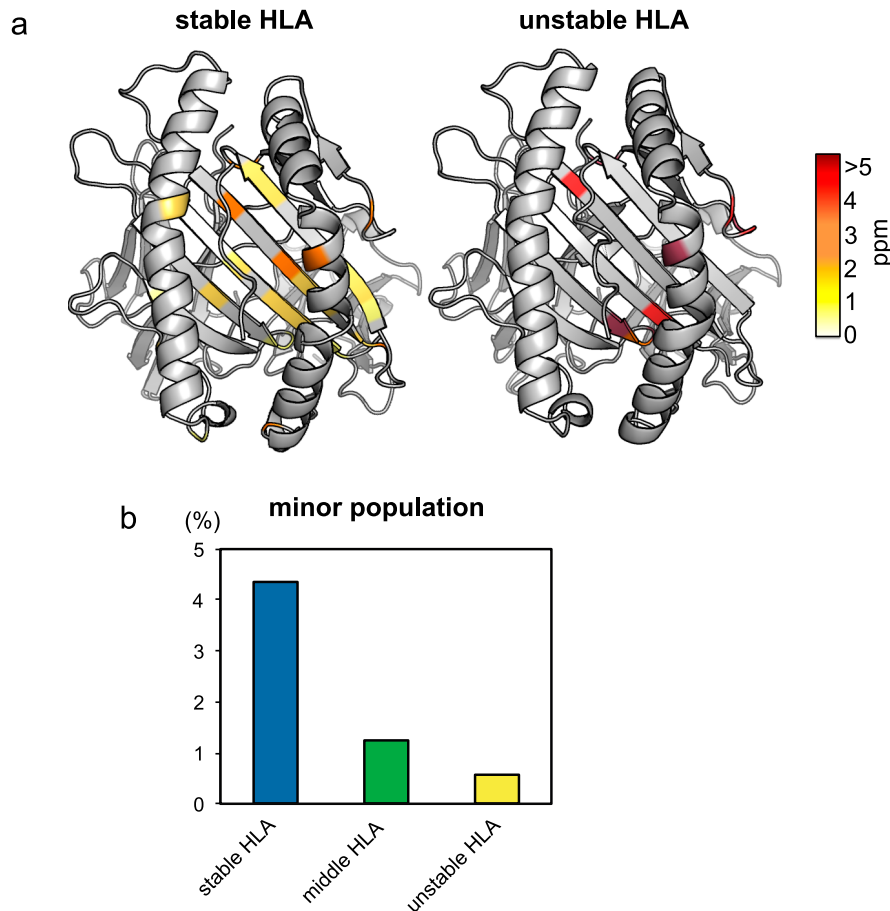 a
stable HLA
unstable HLA
>5
4
3
2
1
0
ppm
b
(%)
minor population
5
4
3
2
1
0
stable HLA
middle HLA
unstable HLA